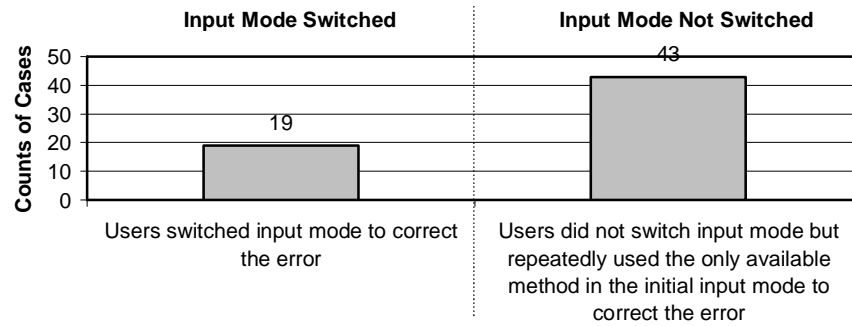 Input Mode Switched
Input Mode Not Switched
Counts of Cases
50
40
30
20
10
0
19
43
Users switched input mode to correct
the error
Users did not switch input mode but
repeatedly used the only available
method in the initial input mode to
correct the error